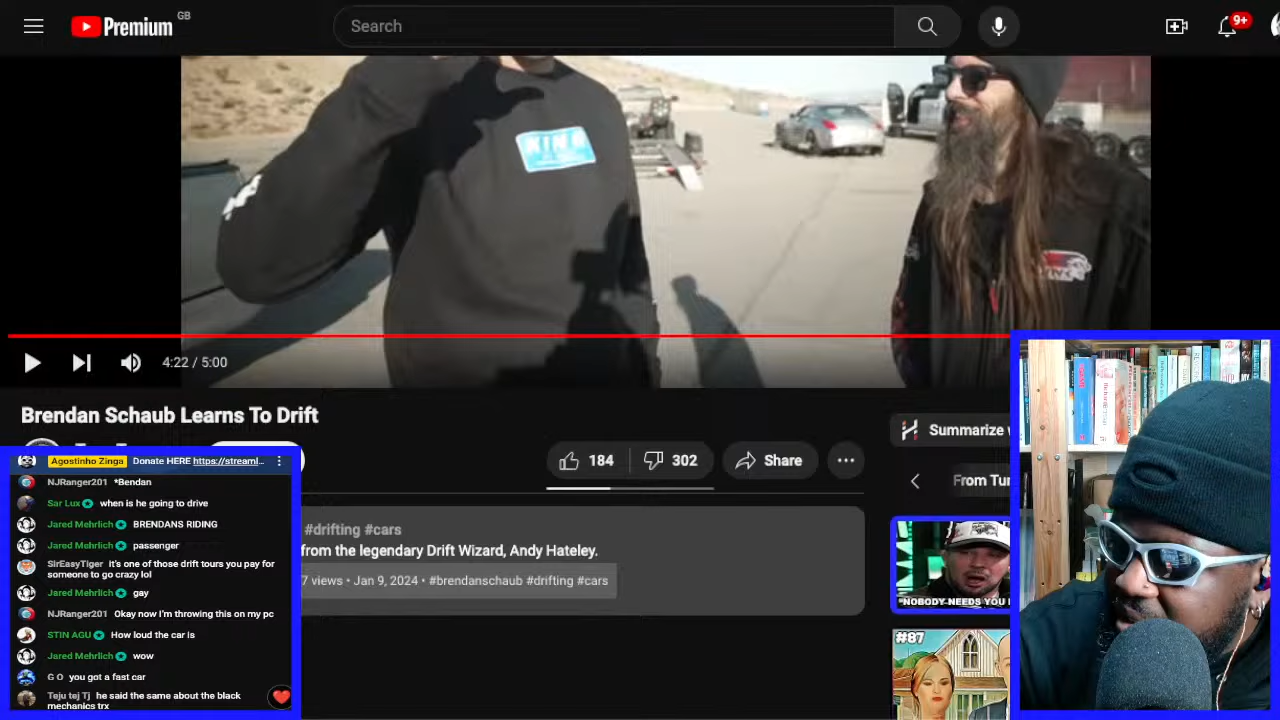 Premium GB
Search
9+
KING
4:22 / 5:00
Brendan Schaub Learns To Drift
184
302
Share
Summarize
From Tur
#drifting #cars
from the legendary Drift Wizard, Andy Hateley.
7 views • Jan 9, 2024 • #brendanschaub #drifting #cars
"NOBODY NEEDS YOU
#87
Agostinho Zinga Donate HERE https://streaml...
NJRanger201 *Bendan
Sar Lux when is he going to drive
Jared Mehrlich BRENDANS RIDING
Jared Mehrlich passenger
SirEasyTiger It's one of those drift tours you pay for
someone to go crazy lol
Jared Mehrlich gay
NJRanger201 Okay now I'm throwing this on my pc
STIN AGU How loud the car is
Jared Mehrlich wow
G O you got a fast car
Teju tej Tj he said the same about the black
mechanics trx